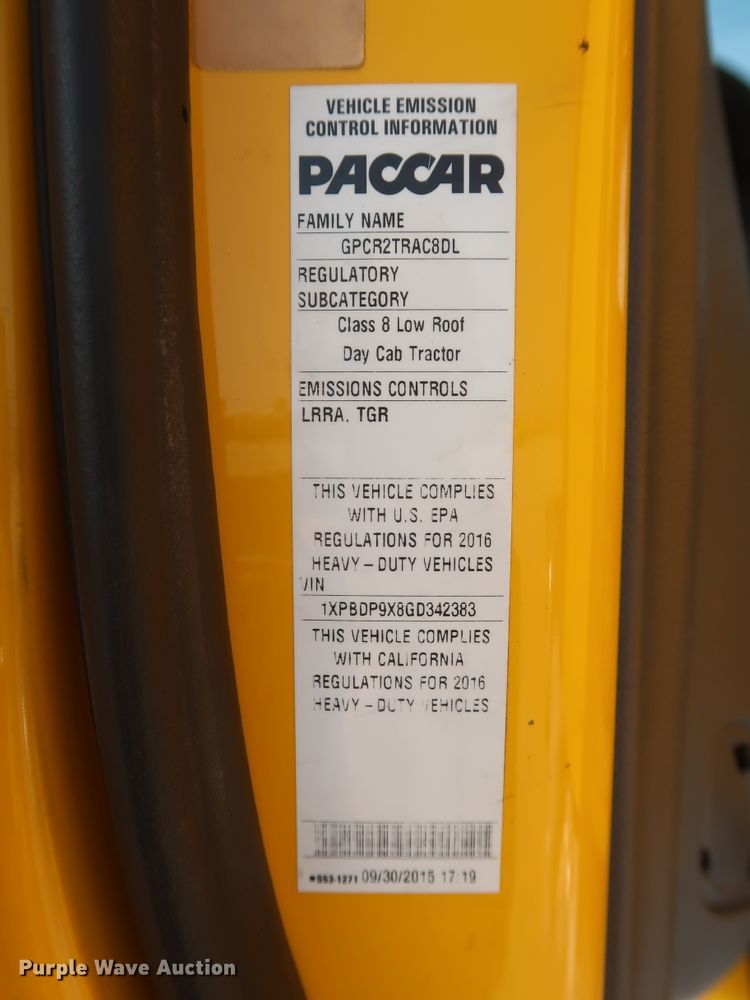 VEHICLE EMISSION
CONTROL INFORMATION
PACCAR
FAMILY NAME
GPCR2TRAC8DL
REGULATORY
SUBCATEGORY
Class 8 Low Roof
Day Cab Tractor
EMISSIONS CONTROLS
LRRA. TGR
THIS VEHICLE COMPLIES
WITH U.S. EPA
REGULATIONS FOR 2016
HEAVY-DUTY VEHICLES
VIN
1XPBDP9X8GD342383
THIS VEHICLE COMPLIES
WITH CALIFORNIA
REGULATIONS FOR 2016
HEAVY-DUTY VEHICLES
*S53-1271 09/30/2015 17:19
Purple Wave Auction